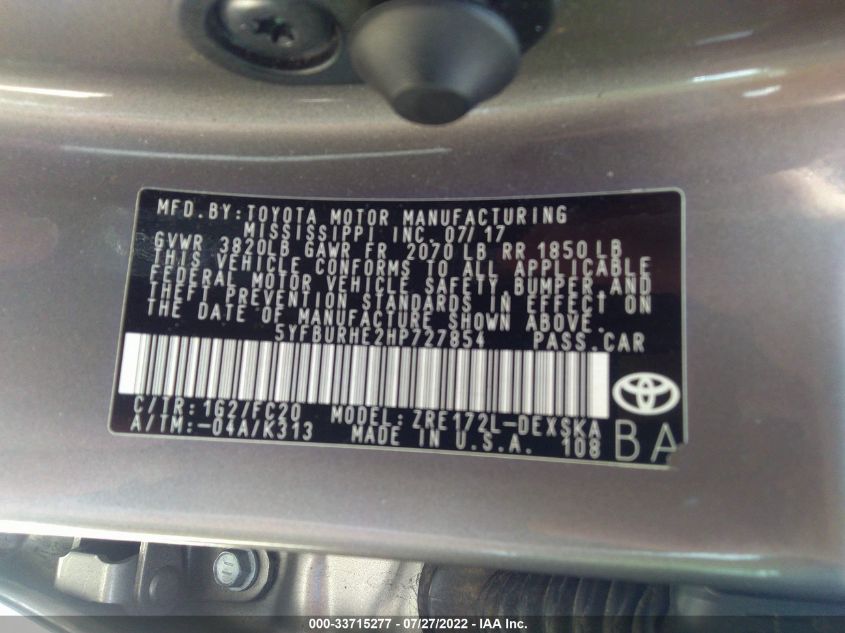 MFD.BY:TOYOTA MOTOR MANUFACTURING
MISSISSIPPI INC. 07/17
GVWR 3820LB GAWR FR 2070 LB RR 1850 LB
THIS VEHICLE CONFORMS TO ALL APPLICABLE
FEDERAL MOTOR VEHICLE SAFETY, BUMPER AND
THEFT PREVENTION STANDARDS IN EFFECT ON
THE DATE OF MANUFACTURE SHOWN ABOVE.
5YFBURHE2HP727854 PASS.CAR
C/TR: 1G2/FC20 MODEL: ZRE172L-DEXSKA
A/TM:-04A/K313 MADE IN U.S.A. 108
BA
000-33715277 - 07/27/2022 - IAA Inc.